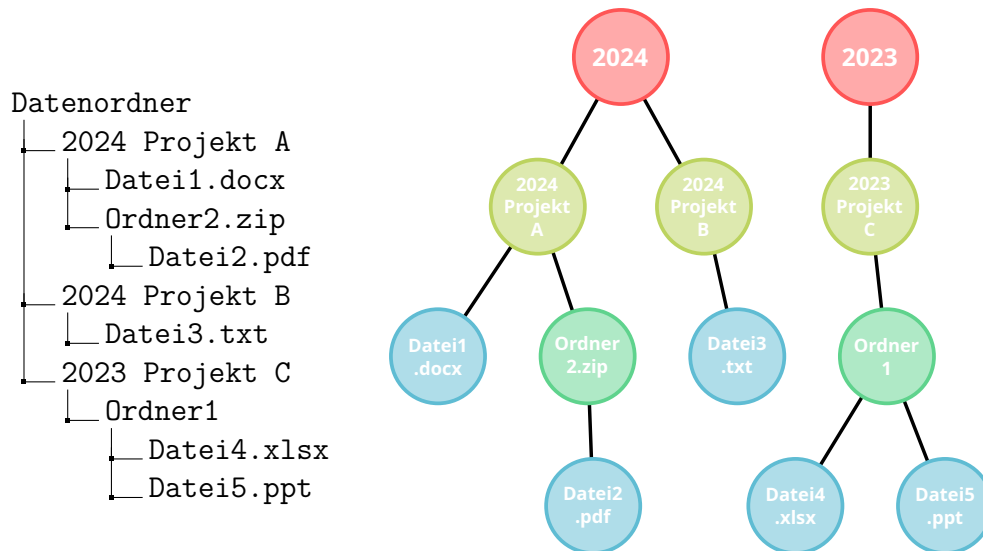 Datenordner
2024 Projekt A
Datei1.docx
Ordner2.zip
Datei2.pdf
2024 Projekt B
Datei3.txt
2023 Projekt C
Ordner1
Datei4.xlsx
Datei5.ppt
2024
2023
2024
Projekt
A
2024
Projekt
B
2023
Projekt
C
Datei1
.docx
Ordner
2.zip
Datei3
.txt
Ordner
1
Datei2
.pdf
Datei4
.xlsx
Datei5
.ppt